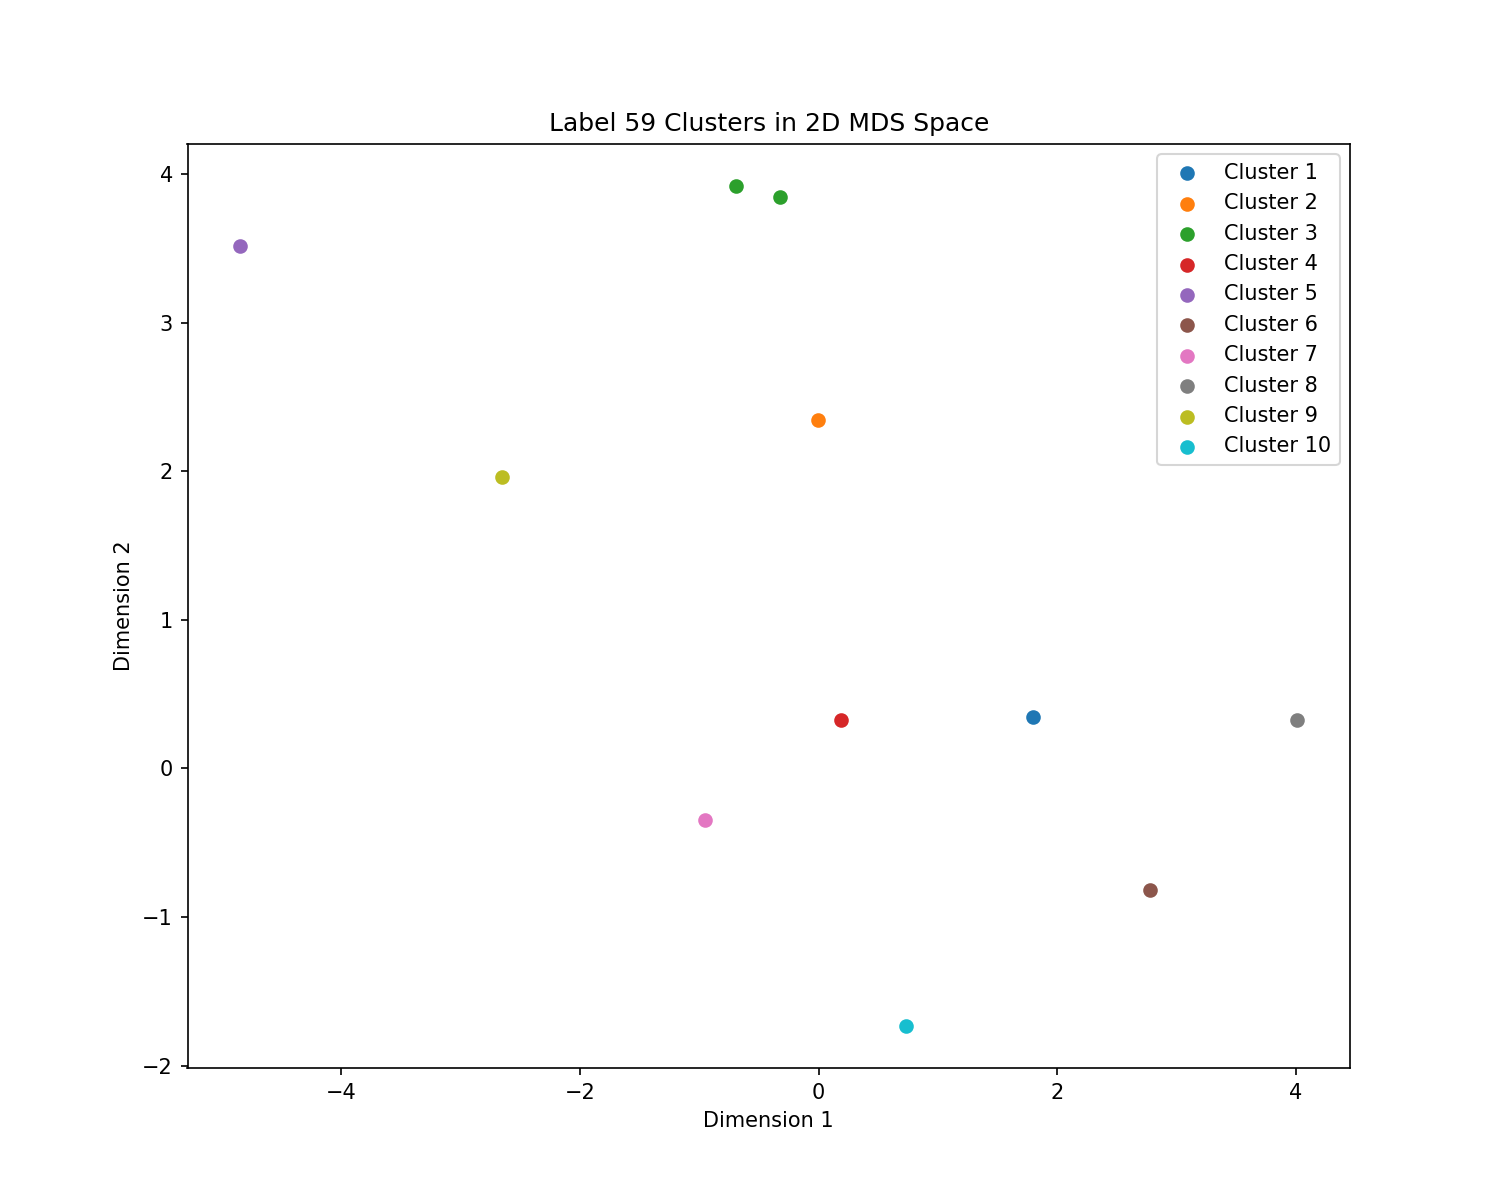 Label 59 Clusters in 2D MDS Space
Cluster 1
Cluster 2
Cluster 3
Cluster 4
Cluster 5
Cluster 6
Cluster 7
Cluster 8
Cluster 9
Cluster 10
4
3
2
1
0
−1
−2
Dimension 2
−4
−2
0
2
4
Dimension 1